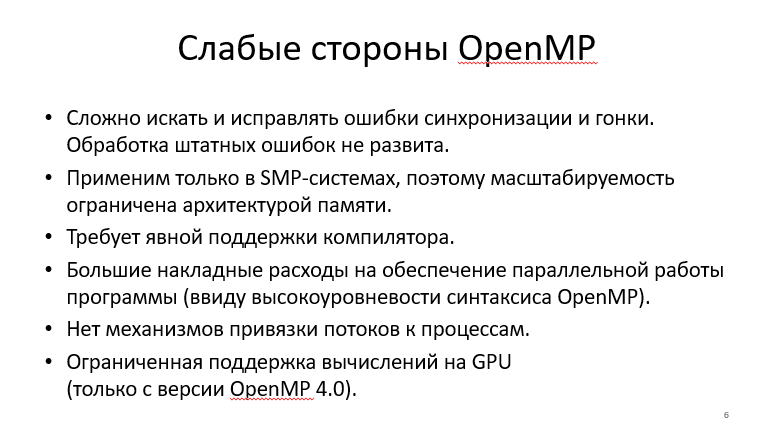 Слабые стороны OpenMP
• Сложно искать и исправлять ошибки синхронизации и гонки.
Обработка штатных ошибок не развита.
• Применим только в SMP-системах, поэтому масштабируемость
ограничена архитектурой памяти.
• Требует явной поддержки компилятора.
• Большие накладные расходы на обеспечение параллельной работы
программы (ввиду высокоуровневости синтаксиса OpenMP).
• Нет механизмов привязки потоков к процессам.
• Ограниченная поддержка вычислений на GPU
(только с версии OpenMP 4.0).
6